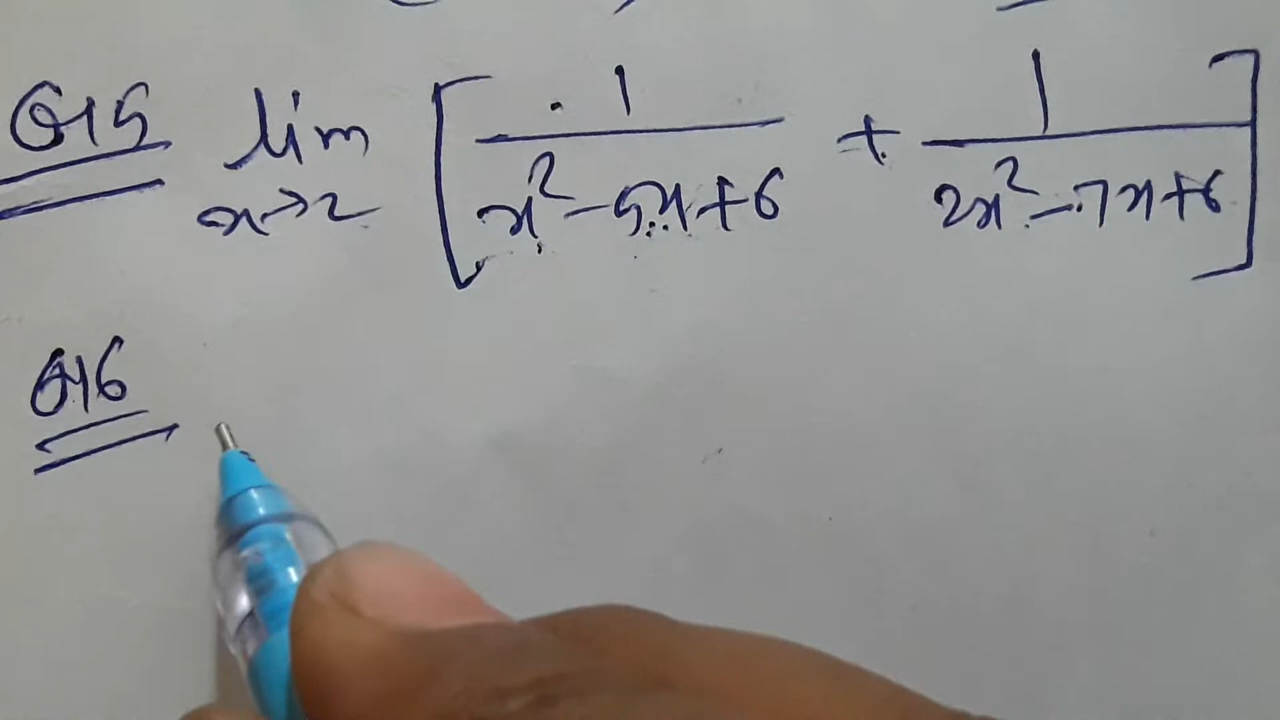 Q15 lim x→2 [ 1/(x² - 5x + 6) + 1/(2x² - 7x + 6) ]
Q16